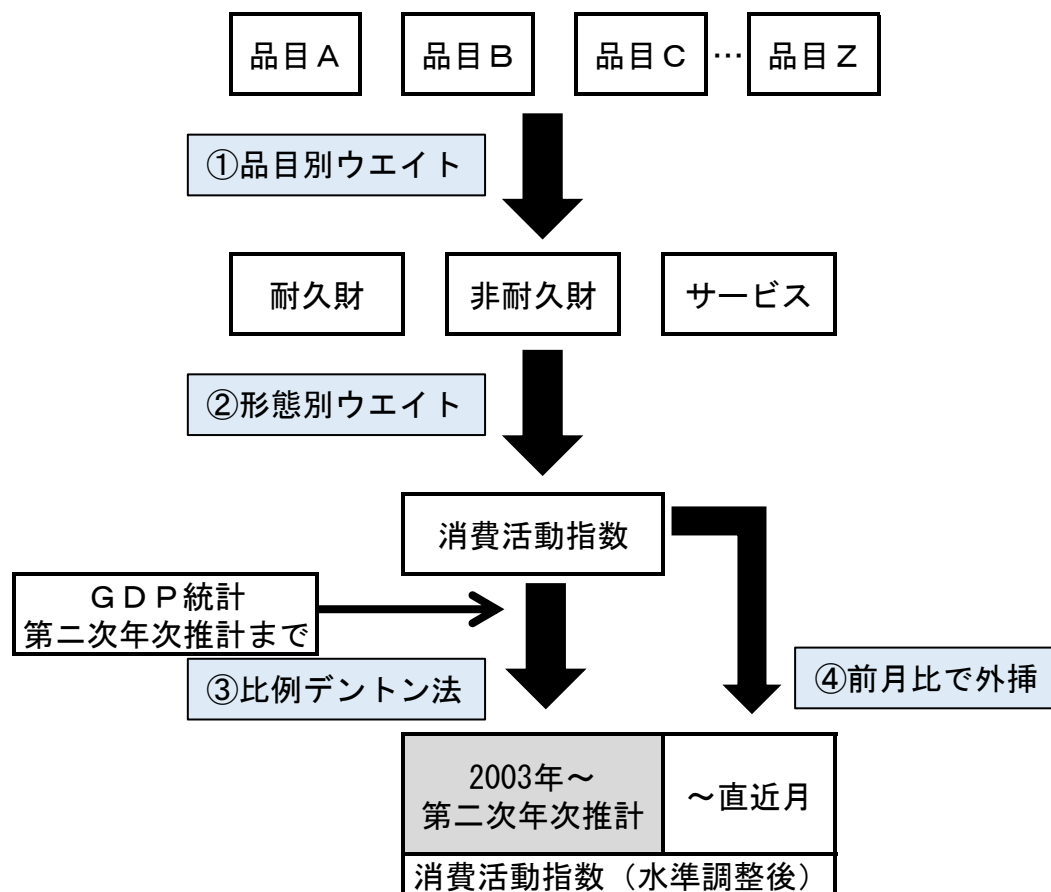 品目A 品目B 品目C … 品目Z
①品目別ウエイト
耐久財 非耐久財 サービス
②形態別ウエイト
消費活動指数
GDP統計
第二次年次推計まで
③比例デントン法
④前月比で外挿
2003年～
第二次年次推計
～直近月
消費活動指数（水準調整後）